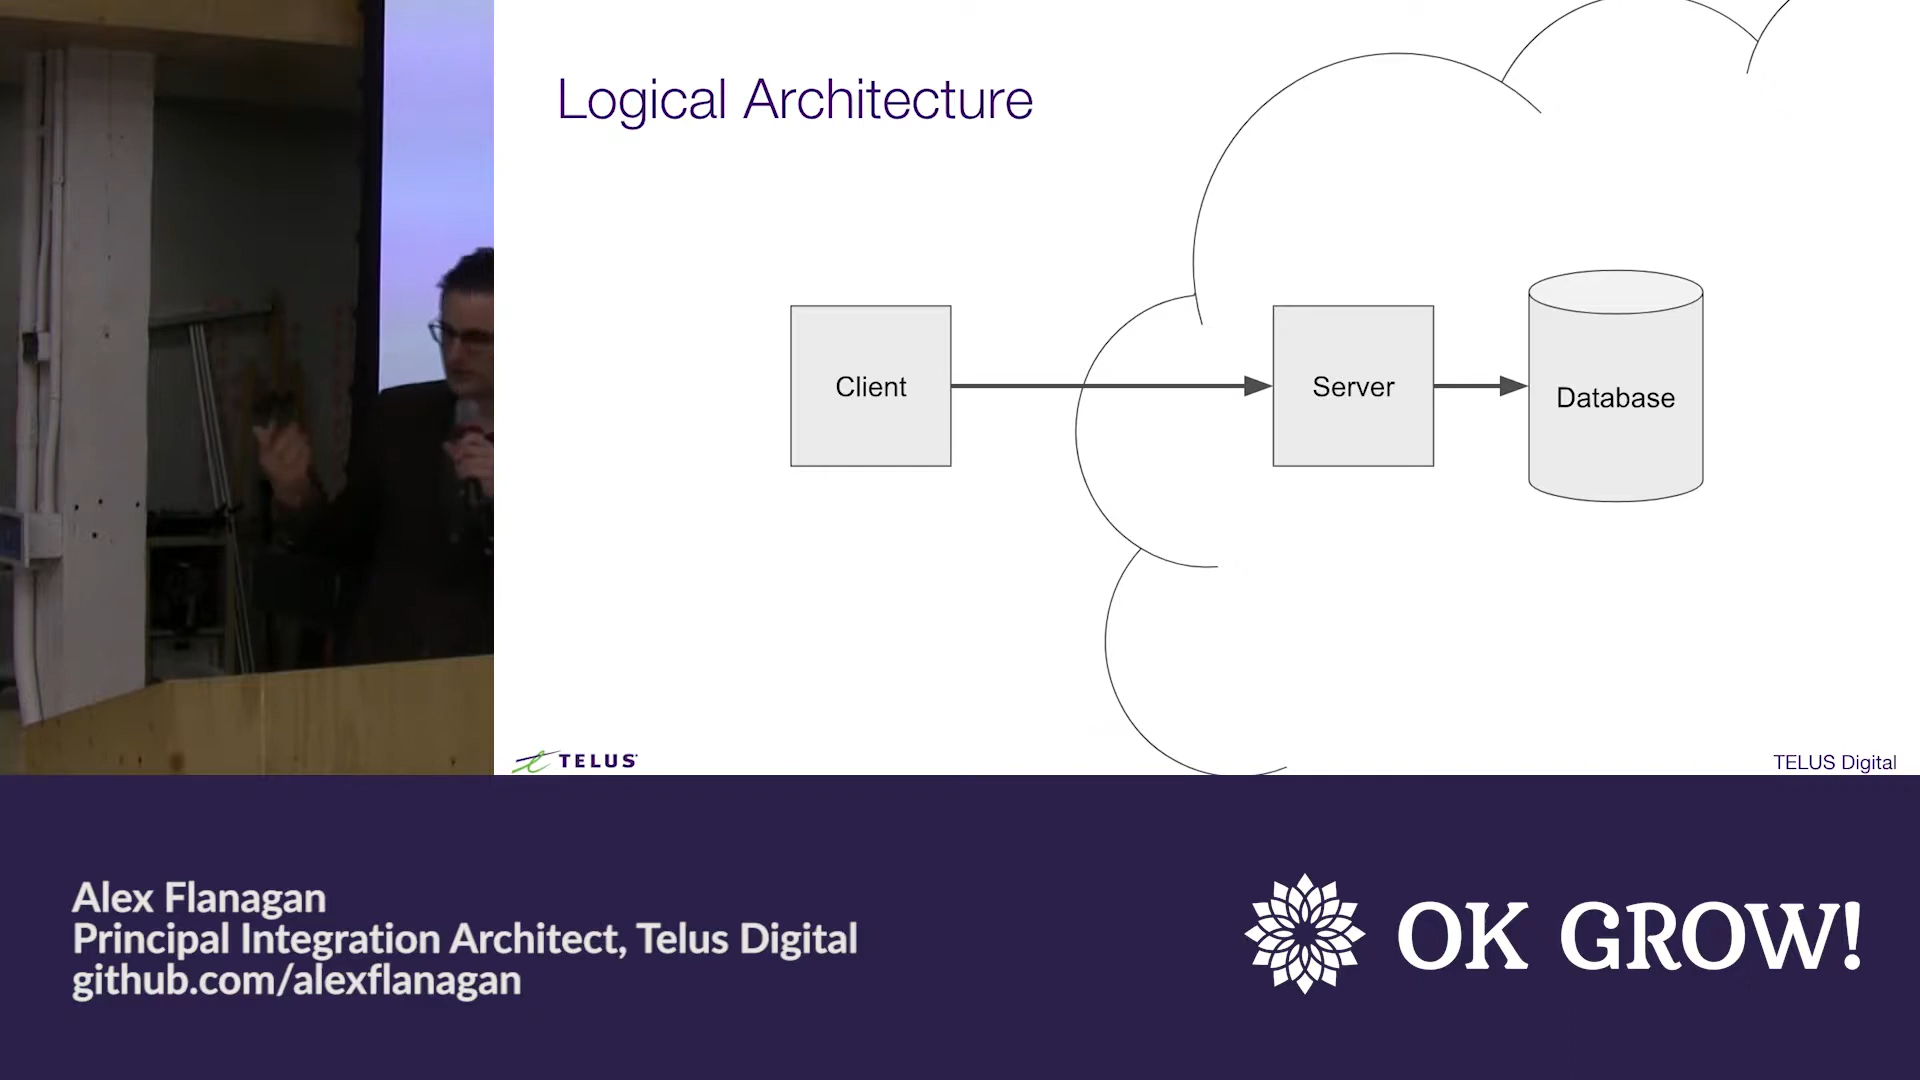 Logical Architecture
Client
Server
Database
TELUS
TELUS Digital
Alex Flanagan
Principal Integration Architect, Telus Digital
github.com/alexflanagan
OK GROW!